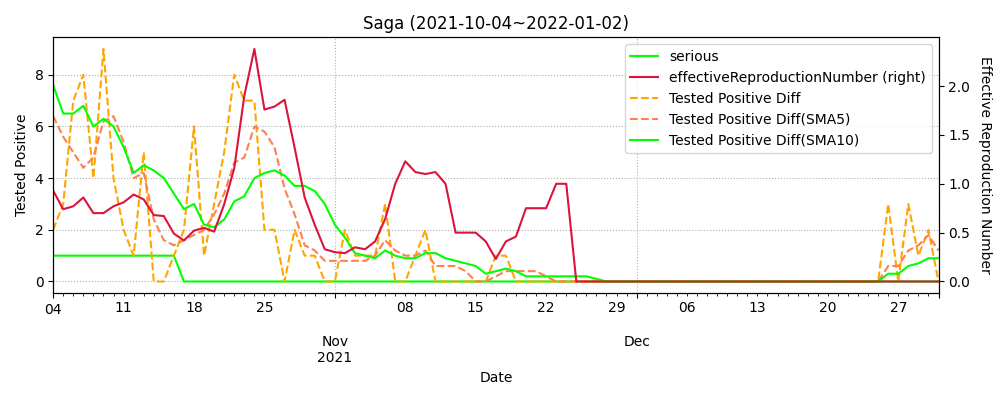 Saga (2021-10-04~2022-01-02)
serious
effectiveReproductionNumber (right)
Tested Positive Diff
Tested Positive Diff(SMA5)
Tested Positive Diff(SMA10)
Tested Positive
8
6
4
2
0
2.0
1.5
1.0
0.5
0.0
Effective Reproduction Number
04 11 18 25 08 15 22 29 06 13 20 27
Nov Dec
2021
Date